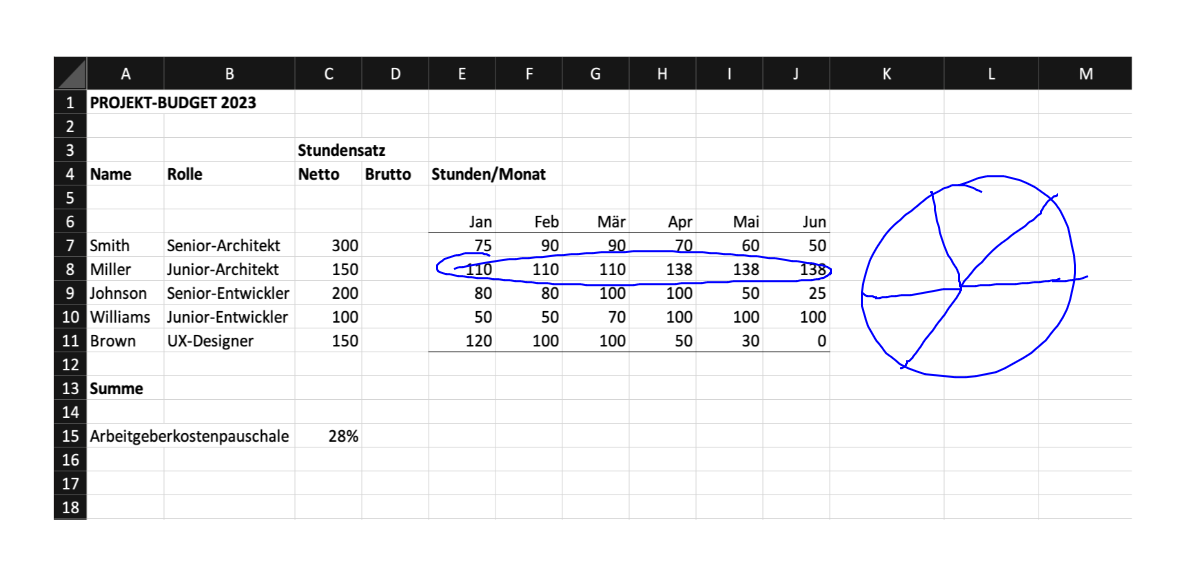 A B C D E F G H I J K L M
1 PROJEKT-BUDGET 2023
2
3 Stundensatz
4 Name Rolle Netto Brutto Stunden/Monat
5
6 Jan Feb Mär Apr Mai Jun
7 Smith Senior-Architekt 300 75 90 90 70 60 50
8 Miller Junior-Architekt 150 110 110 110 138 138 138
9 Johnson Senior-Entwickler 200 80 80 100 100 50 25
10 Williams Junior-Entwickler 100 50 50 70 100 100 100
11 Brown UX-Designer 150 120 100 100 50 30 0
12
13 Summe
14
15 Arbeitgeberkostenpauschale 28%
16
17
18